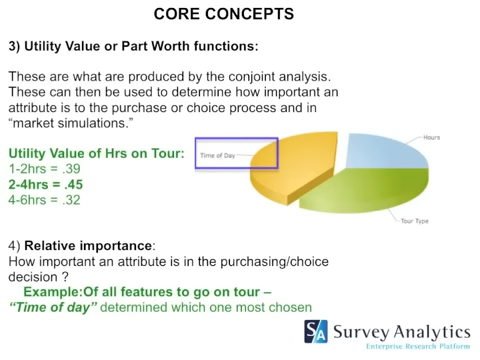 CORE CONCEPTS
3) Utility Value or Part Worth functions:
These are what are produced by the conjoint analysis.
These can then be used to determine how important an
attribute is to the purchase or choice process and in
“market simulations.”
Utility Value of Hrs on Tour:
1-2hrs = .39
2-4hrs = .45
4-6hrs = .32
Time of Day
Hours
Tour Type
4) Relative importance:
How important an attribute is in the purchasing/choice
decision ?
Example:Of all features to go on tour –
“Time of day” determined which one most chosen
SA Survey Analytics
Enterprise Research Platform